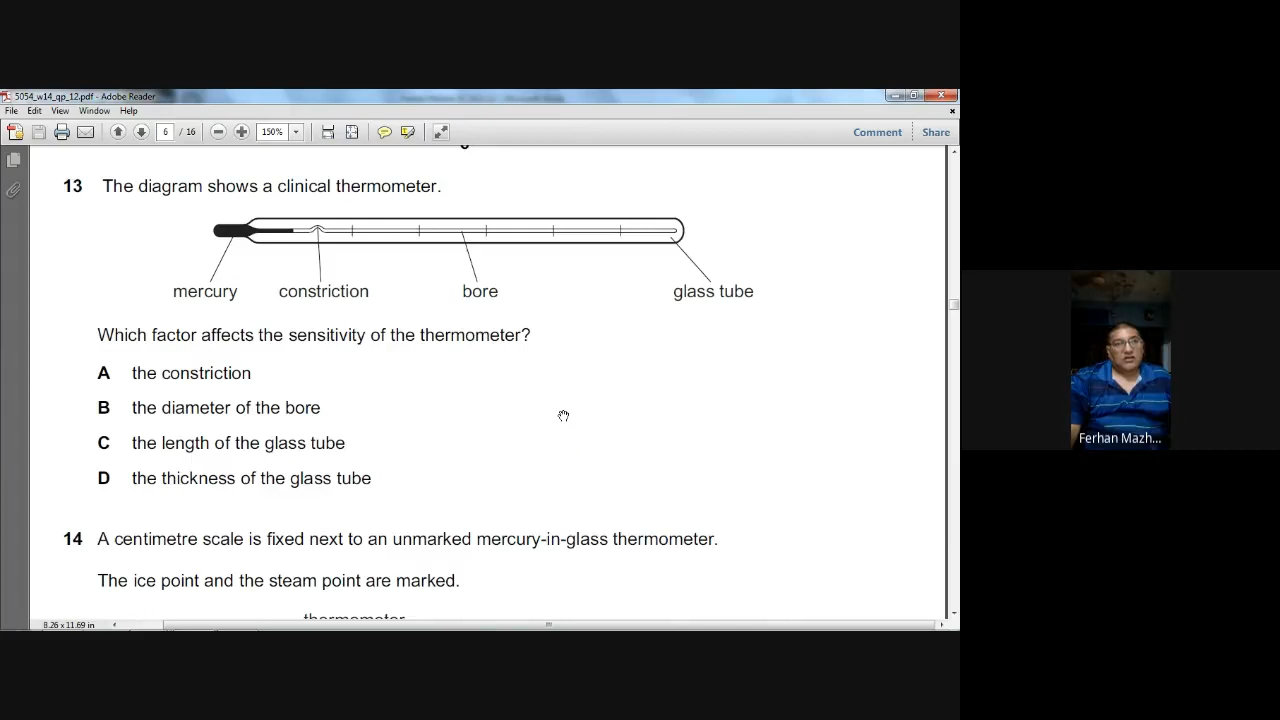 5054_w14_qp_12.pdf - Adobe Reader
File Edit View Window Help
6 / 16 150% Comment Share
13 The diagram shows a clinical thermometer.
mercury constriction bore glass tube
Which factor affects the sensitivity of the thermometer?
A the constriction
B the diameter of the bore
C the length of the glass tube
D the thickness of the glass tube
Ferhan Mazh...
14 A centimetre scale is fixed next to an unmarked mercury-in-glass thermometer.
The ice point and the steam point are marked.
thermometer
8.26 x 11.69 in